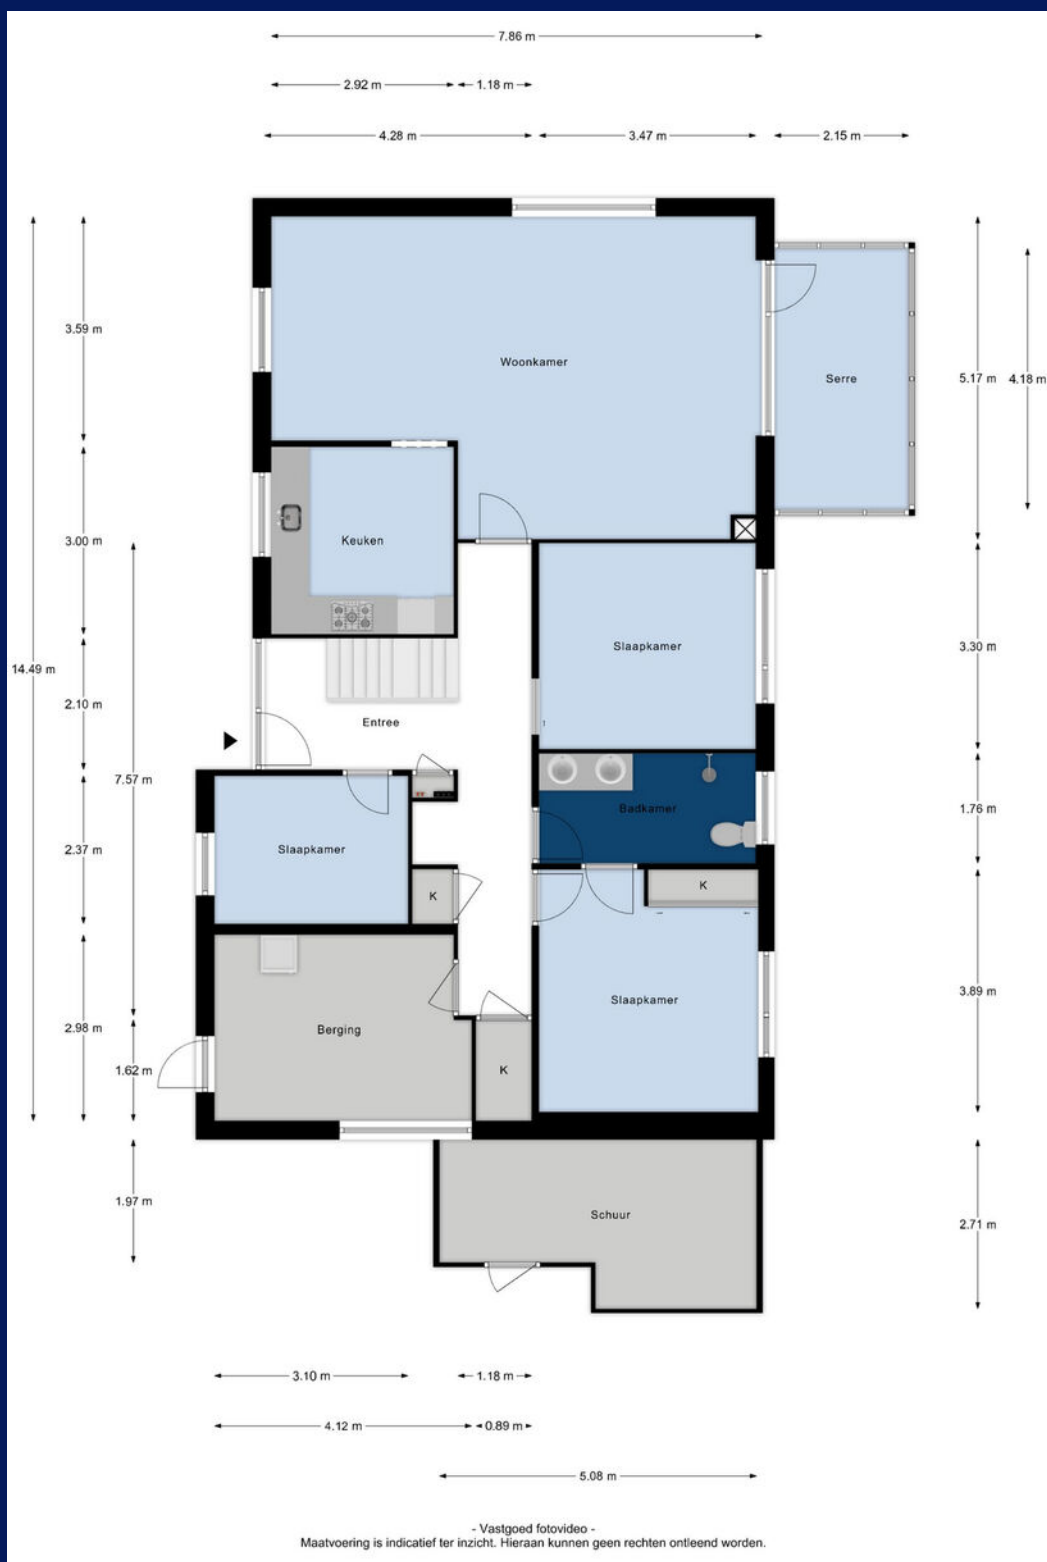 7.86 m
2.92 m
1.18 m
4.28 m
3.47 m
2.15 m
3.59 m
Woonkamer
Serre
5.17 m
4.18 m
3.00 m
Keuken
14.49 m
2.10 m
Entree
Slaapkamer
3.30 m
7.57 m
2.37 m
Slaapkamer
Badkamer
1.76 m
K
K
2.98 m
Berging
Slaapkamer
3.89 m
1.62 m
K
1.97 m
Schuur
2.71 m
3.10 m
1.18 m
4.12 m
0.89 m
5.08 m
- Vastgoed fotovideo -
Maatvoering is indicatief ter inzicht. Hieraan kunnen geen rechten ontleend worden.